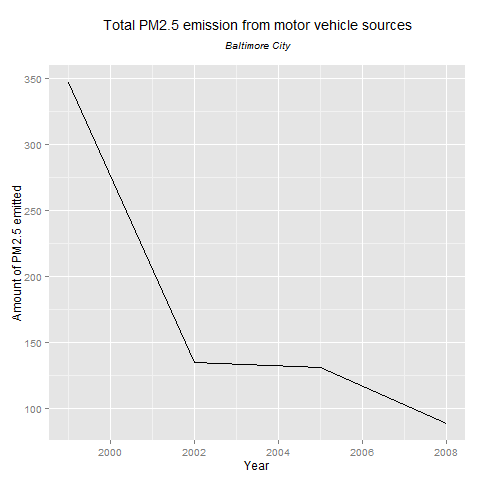 Total PM2.5 emission from motor vehicle sources
Baltimore City
Amount of PM2.5 emitted
350
300
250
200
150
100
2000
2002
2004
2006
2008
Year